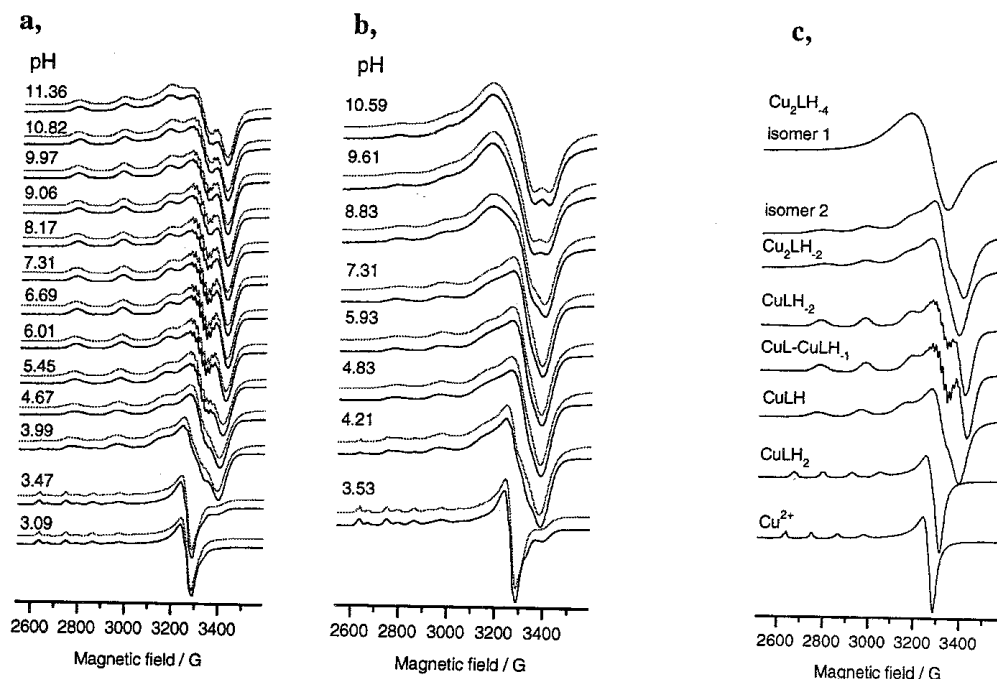 a,
pH
11.36
10.82
9.97
9.06
8.17
7.31
6.69
6.01
5.45
4.67
3.99
3.47
3.09
2600 2800 3000 3200 3400
Magnetic field / G
b,
pH
10.59
9.61
8.83
7.31
5.93
4.83
4.21
3.53
2600 2800 3000 3200 3400
Magnetic field / G
c,
Cu₂LH₋₄
isomer 1
isomer 2
Cu₂LH₋₂
CuLH₋₂
CuL-CuLH₋₁
CuLH
CuLH₂
Cu²⁺
2600 2800 3000 3200 3400
Magnetic field / G